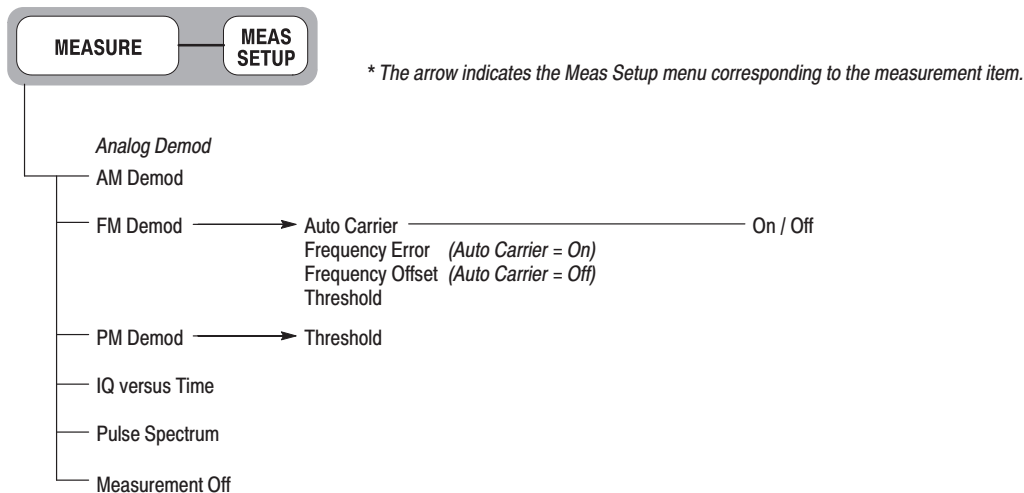 MEASURE
MEAS
SETUP
* The arrow indicates the Meas Setup menu corresponding to the measurement item.
Analog Demod
AM Demod
FM Demod
Auto Carrier
On / Off
Frequency Error (Auto Carrier = On)
Frequency Offset (Auto Carrier = Off)
Threshold
PM Demod
Threshold
IQ versus Time
Pulse Spectrum
Measurement Off